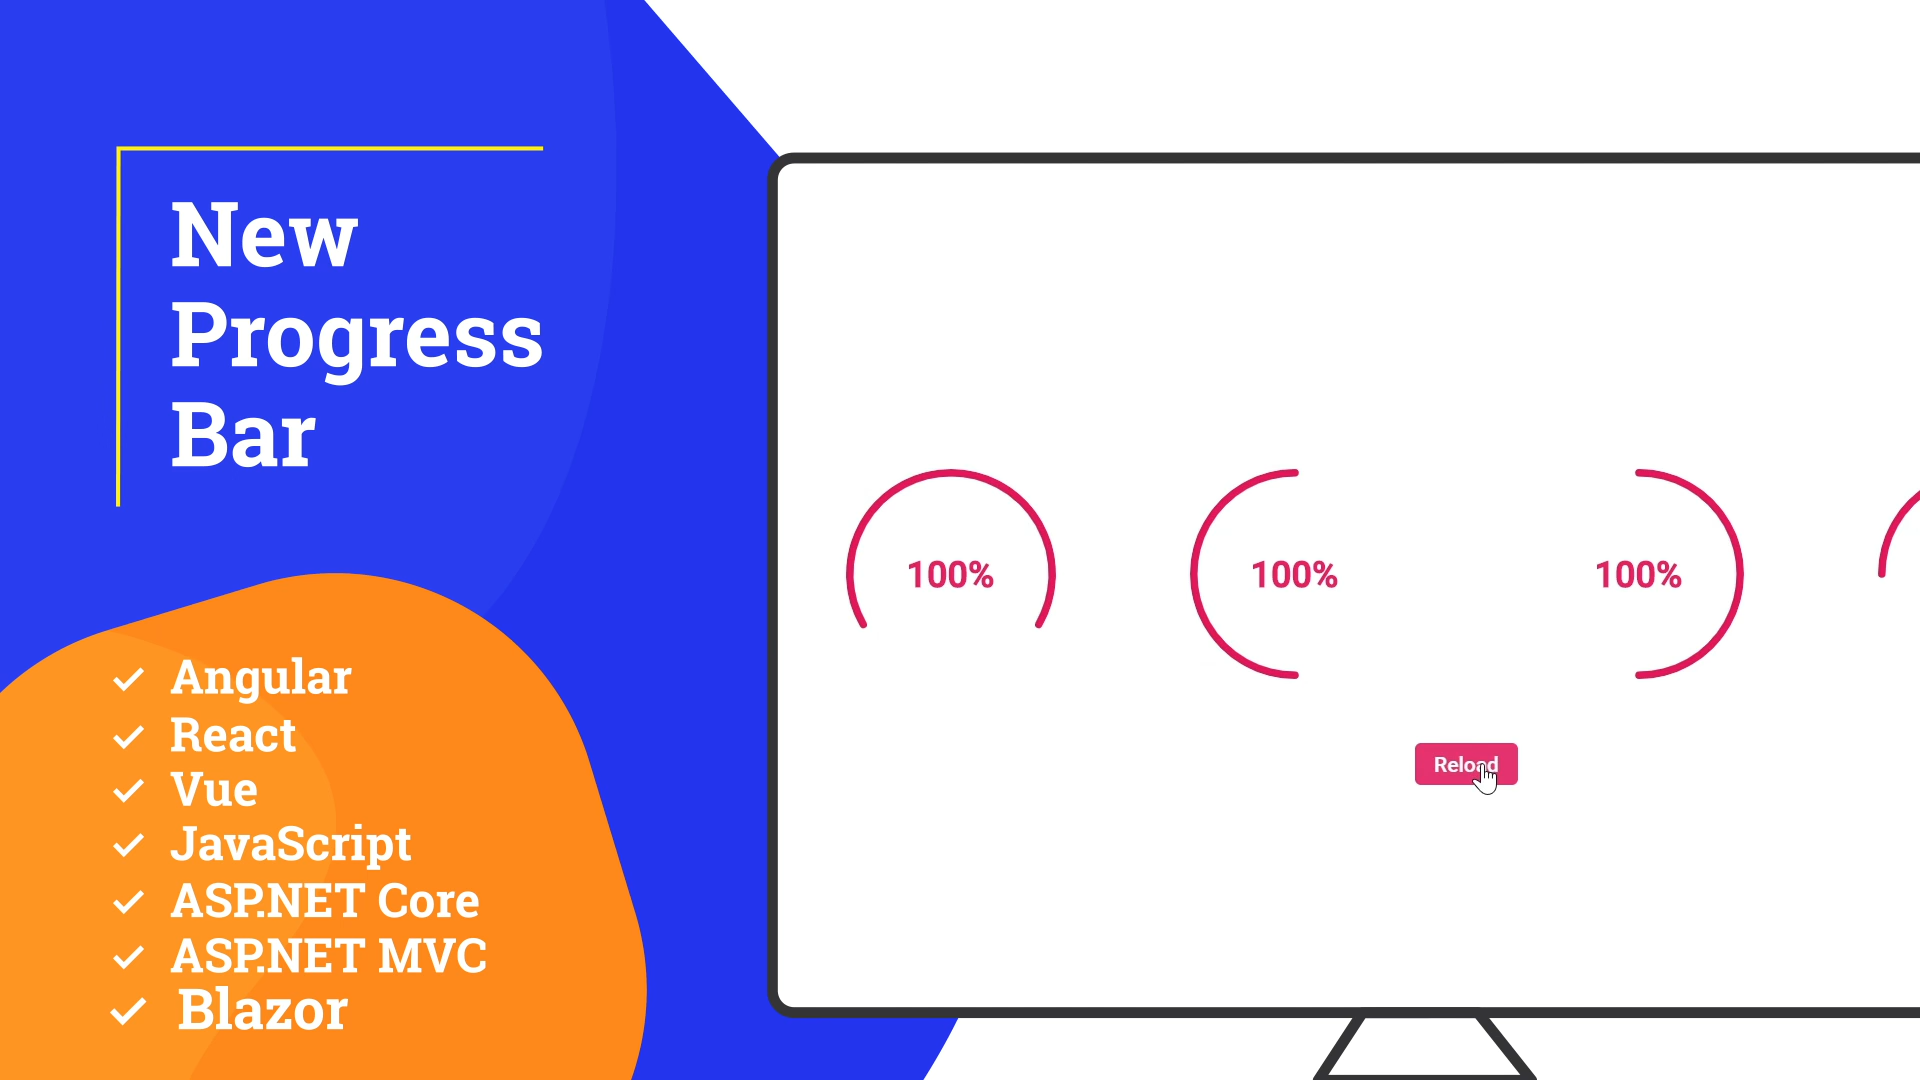 New
Progress
Bar
Angular
React
Vue
JavaScript
ASP.NET Core
ASP.NET MVC
Blazor
100%
100%
100%
Reload